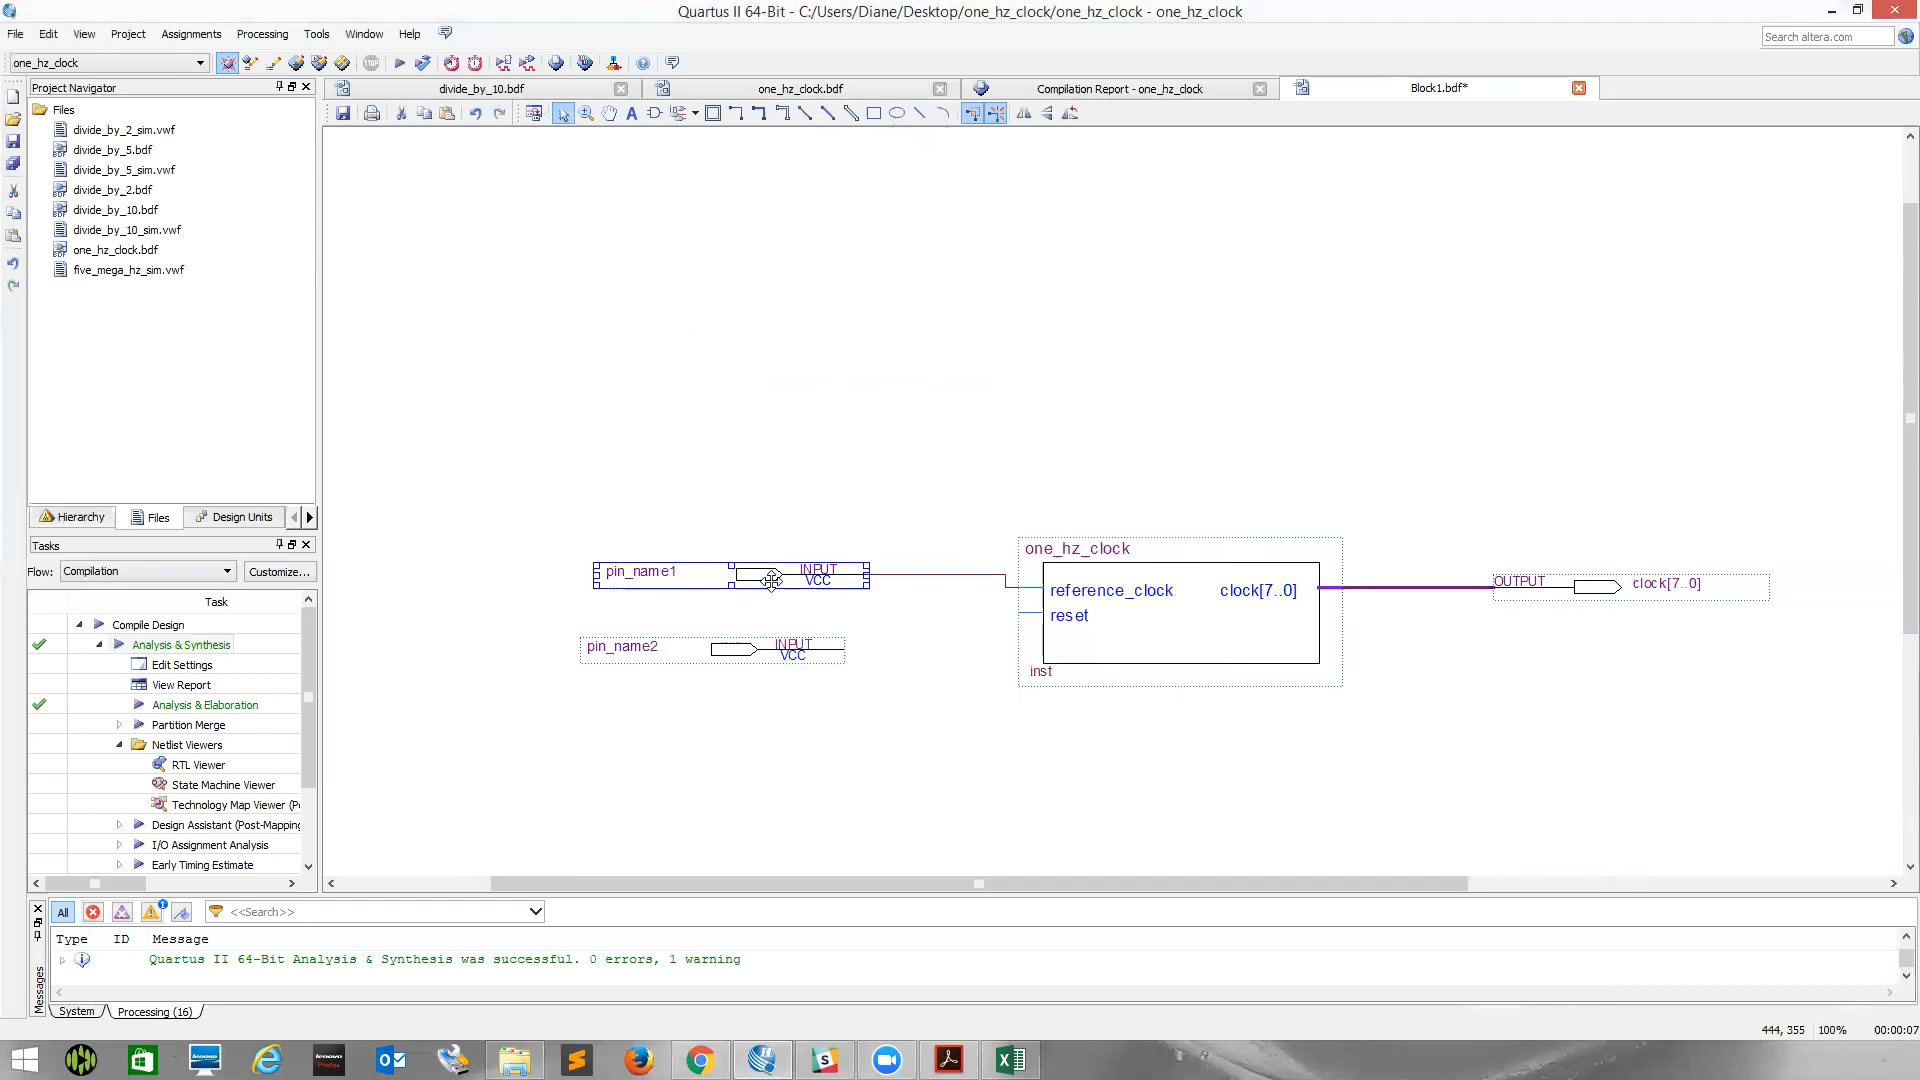 Quartus II 64-Bit - C:/Users/Diane/Desktop/one_hz_clock/one_hz_clock - one_hz_clock
File Edit View Project Assignments Processing Tools Window Help
Search altera.com
one_hz_clock
Project Navigator
divide_by_10.bdf
one_hz_clock.bdf
Compilation Report - one_hz_clock
Block1.bdf*
Files
divide_by_2_sim.vwf
divide_by_5.bdf
divide_by_5_sim.vwf
divide_by_2.bdf
divide_by_10.bdf
divide_by_10_sim.vwf
one_hz_clock.bdf
five_mega_hz_sim.vwf
Hierarchy Files Design Units
Tasks
Flow: Compilation Customize...
Task
Compile Design
Analysis & Synthesis
Edit Settings
View Report
Analysis & Elaboration
Partition Merge
Netlist Viewers
RTL Viewer
State Machine Viewer
Technology Map Viewer (Po
Design Assistant (Post-Mapping
I/O Assignment Analysis
Early Timing Estimate
pin_name1
INPUT
VCC
pin_name2
INPUT
VCC
one_hz_clock
reference_clock clock[7..0]
reset
inst
OUTPUT
clock[7..0]
All
<<Search>>
Type ID Message
Quartus II 64-Bit Analysis & Synthesis was successful. 0 errors, 1 warning
Messages
System Processing (16)
444, 355 100% 00:00:07